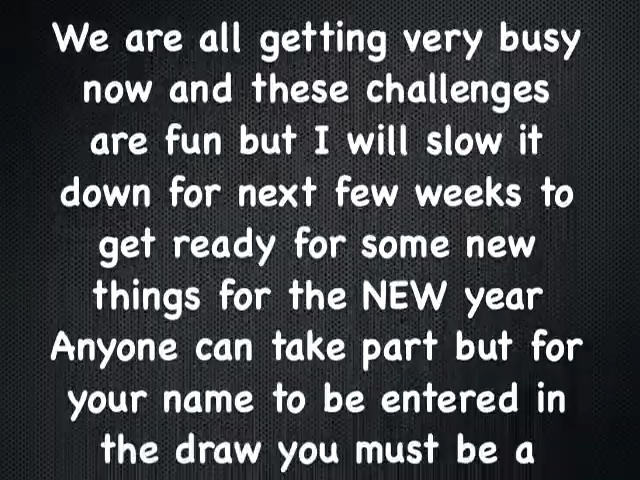 We are all getting very busy
now and these challenges
are fun but I will slow it
down for next few weeks to
get ready for some new
things for the NEW year
Anyone can take part but for
your name to be entered in
the draw you must be a